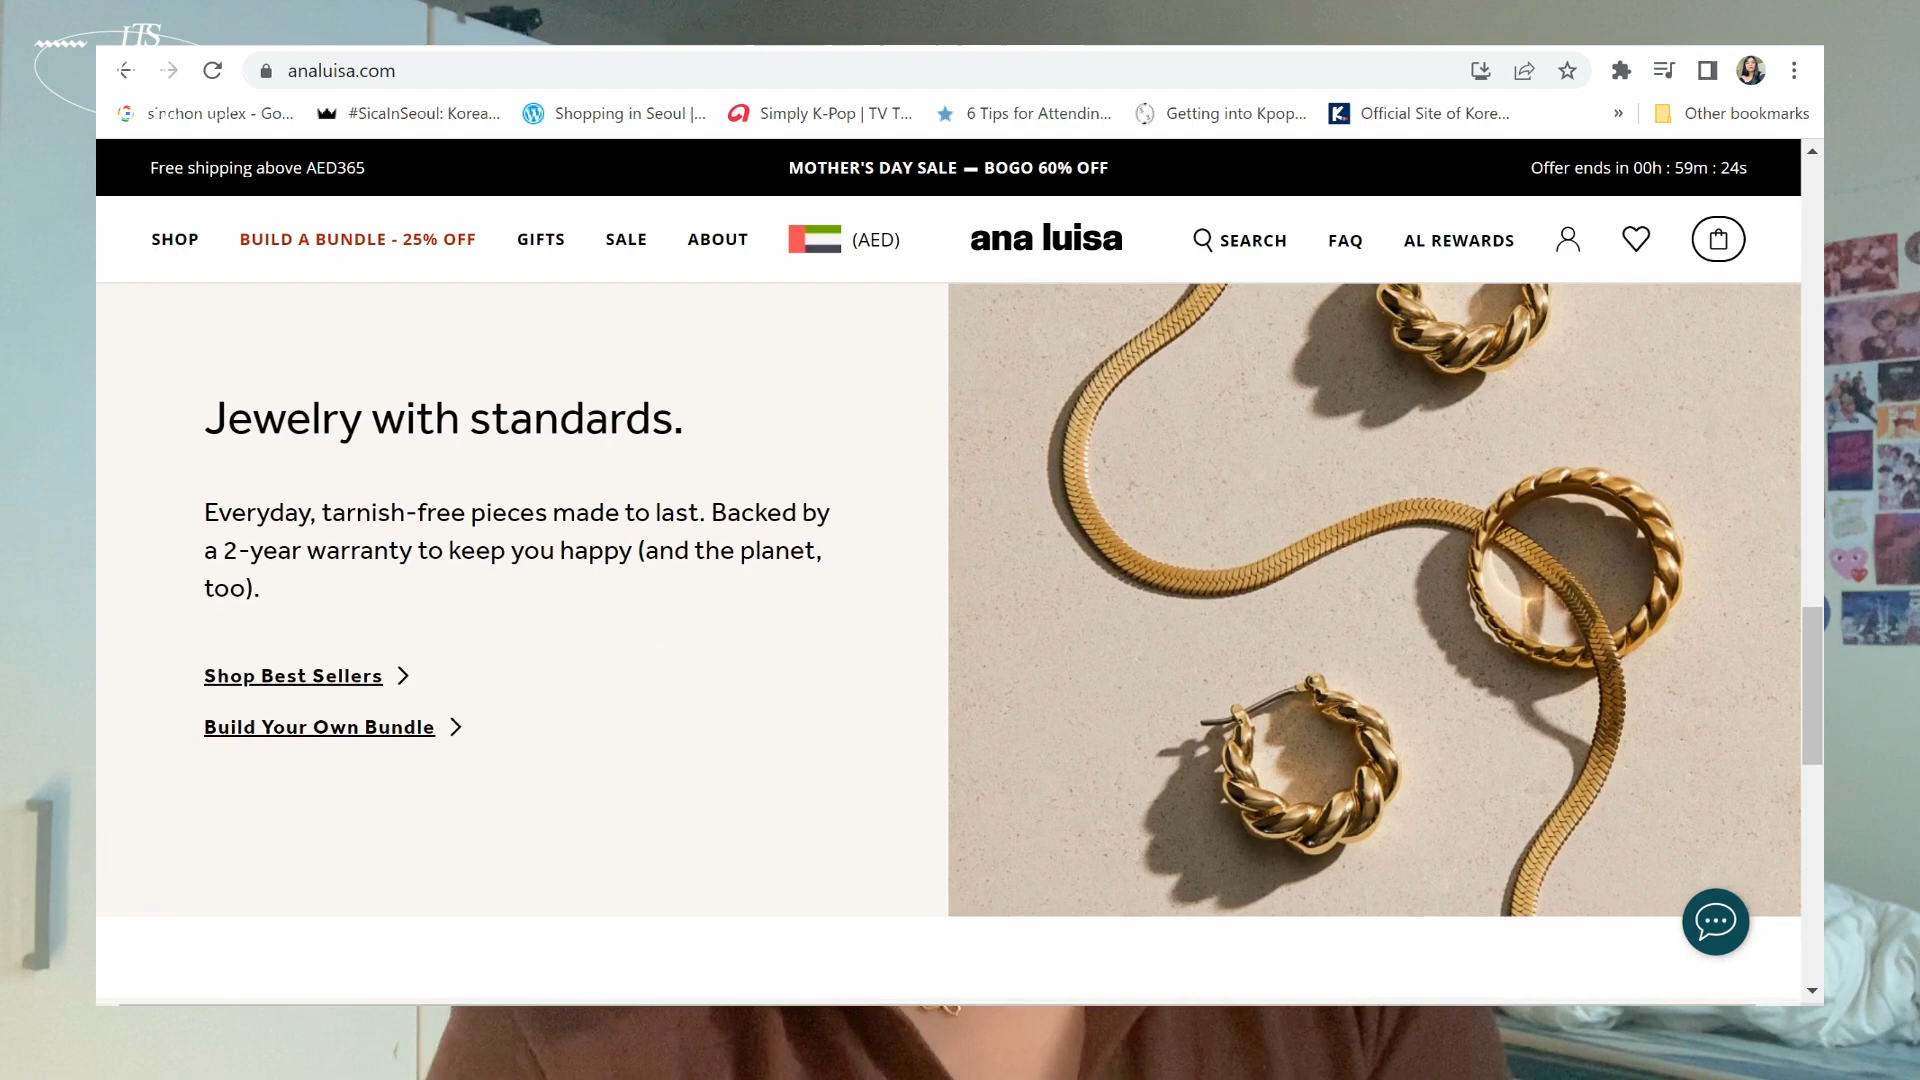 ITS
analuisa.com
sinchon uplex - Go...
#SicaInSeoul: Korea...
Shopping in Seoul |...
Simply K-Pop | TV T...
6 Tips for Attendin...
Getting into Kpop...
Official Site of Kore...
»
Other bookmarks
Free shipping above AED365
MOTHER'S DAY SALE — BOGO 60% OFF
Offer ends in 00h : 59m : 24s
SHOP
BUILD A BUNDLE - 25% OFF
GIFTS
SALE
ABOUT
(AED)
ana luisa
SEARCH
FAQ
AL REWARDS
Jewelry with standards.
Everyday, tarnish-free pieces made to last. Backed by
a 2-year warranty to keep you happy (and the planet,
too).
Shop Best Sellers
Build Your Own Bundle